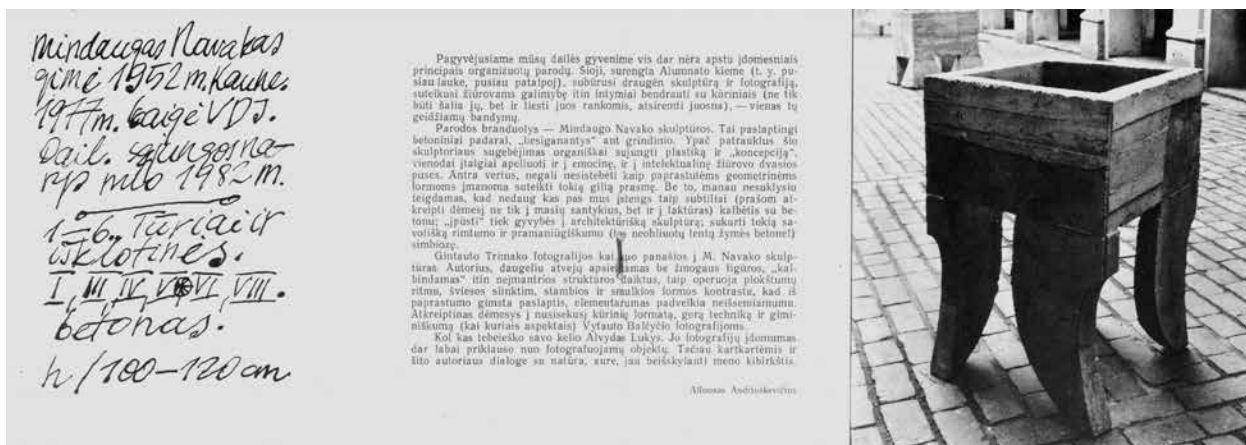 Mindaugas Navakas
gimė 1952 m. Kaune.
1977 m. baigė VDI.
Dail. sąjungos na-
rys nuo 1982 m.
1–6. Tūriai ir
išklotinės.
I, III, IV, V, VI, VIII.
betonas.
h/100–120 cm.
Pagyvėjusiame mūsų dailės gyvenime vis dar nėra apstu įdomesniais
principais organizuotų parodų. Šioji, surengta Alumnato kieme (t. y. pu-
siau lauke, pusiau patalpoj), subūrusi draugėn skulptūrą ir fotografiją,
suteikusi žiūrovams galimybę itin intymiai bendrauti su kūriniais (ne tik
būti šalia jų, bet ir liesti juos rankomis, atsiremti juosna), — vienas tų
geidžiamų bandymų.
Parodos branduolys — Mindaugo Navako skulptūros. Tai paslaptingi
betoniniai padarai, „besiganantys“ ant grindinio. Ypač patrauklus šio
skulptoriaus sugebėjimas organiškai sujungti plastiką ir „koncepciją“,
vienodai įtaigiai apeliuoti ir į emocinę, ir į intelektualinę žiūrovo dvasios
puses. Antra vertus, negali nesistebėti kaip paprastutėms geometrinėms
formoms įmanoma suteikti tokią gilią prasmę. Be to, manau nesuklysiu
teigdamas, kad nedaug kas pas mus įstengs taip subtiliai (prašom at-
kreipti dėmesį ne tik į masių santykius, bet ir į faktūras) kalbėtis su be-
tonu; „įpūsti“ tiek gyvybės į architektūrišką skulptūrą; sukurti tokią sa-
votišką rimtumo ir pramaniūgiškumo (tos neobliuotų lentų žymės betone!)
simbiozę.
Gintauto Trimako fotografijos kai kuo panašios į M. Navako skulp-
tūras. Autorius, daugeliu atvejų apsieidamas be žmogaus figūros, „kal-
bindamas“ itin neįmantrios struktūros daiktus, taip operuoja plokštumų
ritmu, šviesos slinktim, stambios ir smulkios formos kontrastu, kad iš
paprastumo gimsta paslaptis, elementarumas padvelkia neišsemiamumu.
Atkreiptinas dėmesys į nusisekusį kūrinių formatą, gerą techniką ir gimi-
niškumą (kai kuriais aspektais) Vytauto Balčyčio fotografijoms.
Kol kas tebeieško savo kelio Alvydas Lukys. Jo fotografijų įdomumas
dar labai priklauso nuo fotografuojamų objektų. Tačiau kartkartėmis ir
šito autoriaus dialoge su natūra, aure, jau beišskylanti meno kibirkštis.
Alfonsas Andriuškevičius